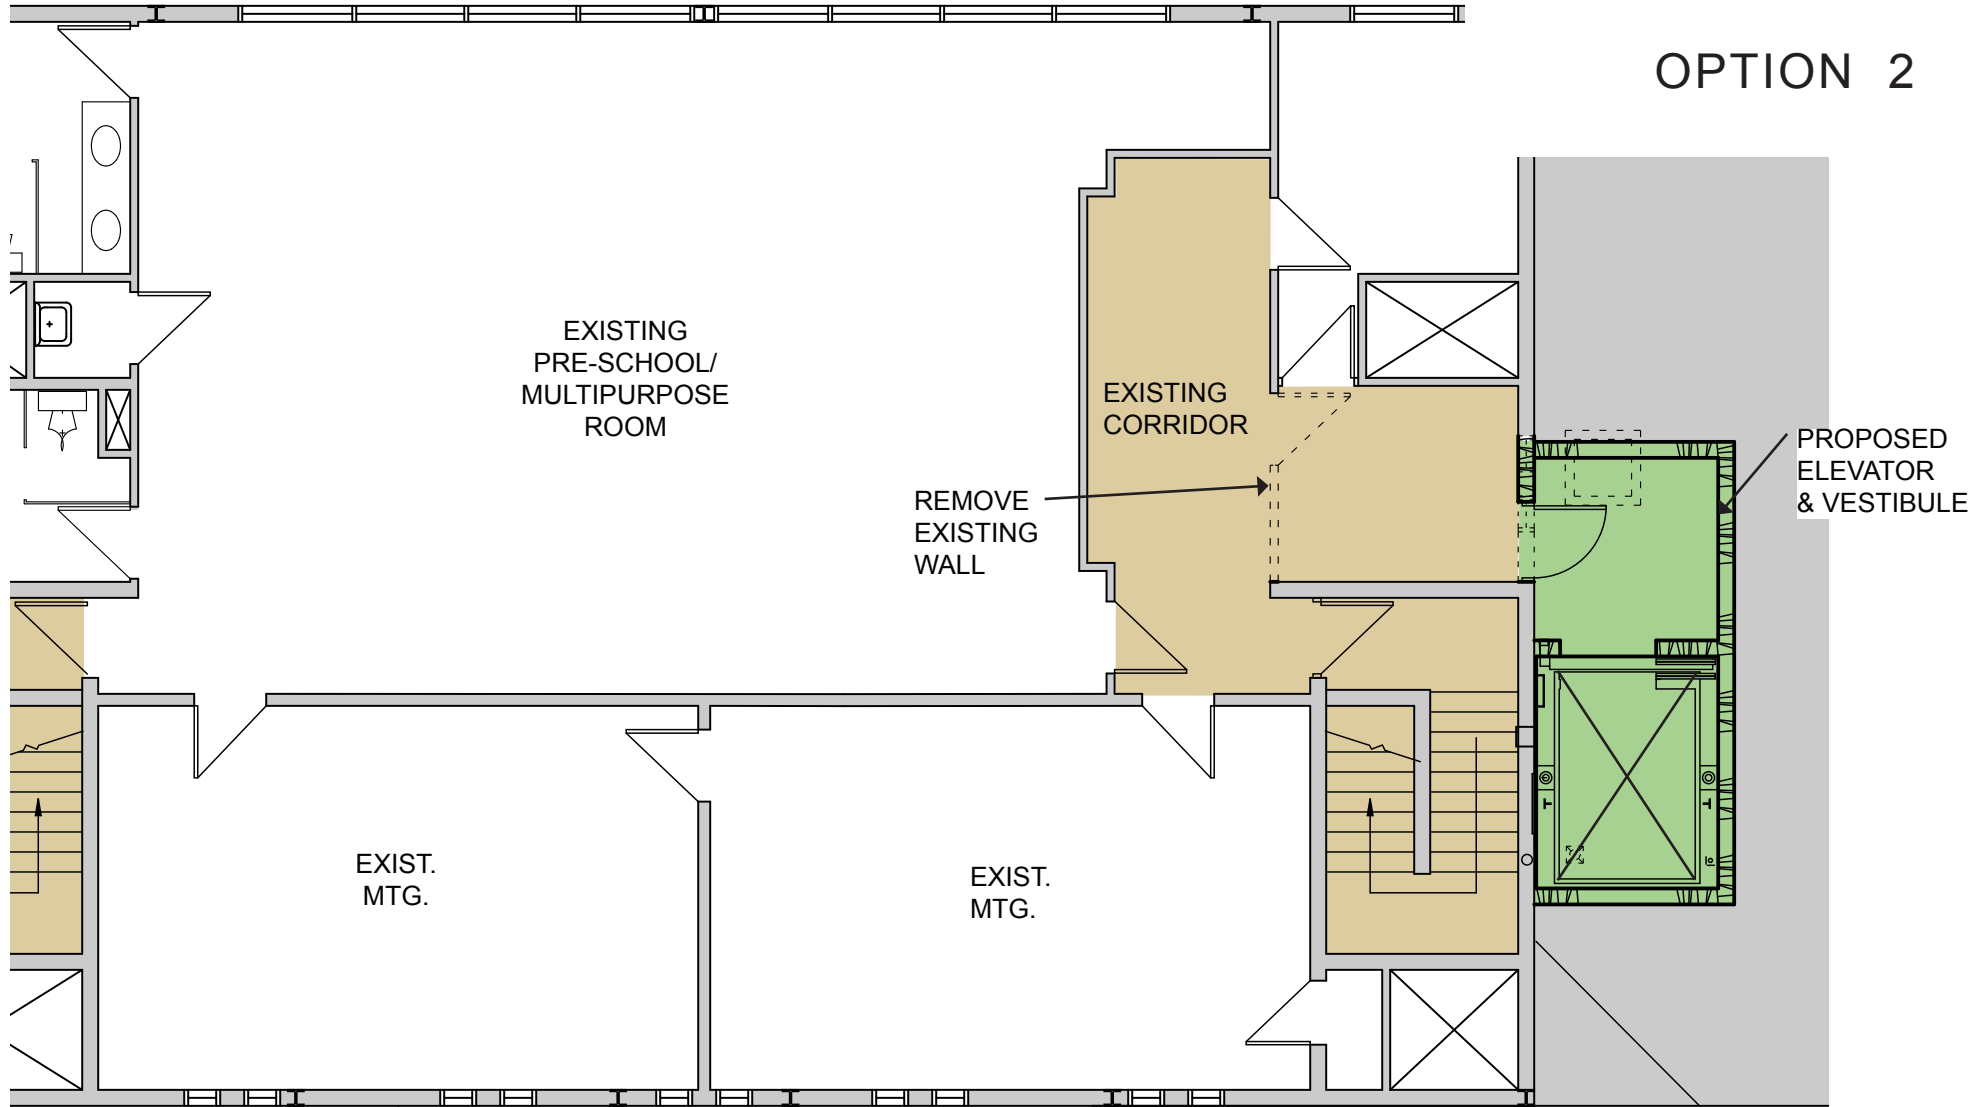 OPTION 2
EXISTING
PRE-SCHOOL/
MULTIPURPOSE
ROOM
EXISTING
CORRIDOR
REMOVE
EXISTING
WALL
PROPOSED
ELEVATOR
& VESTIBULE
EXIST.
MTG.
EXIST.
MTG.